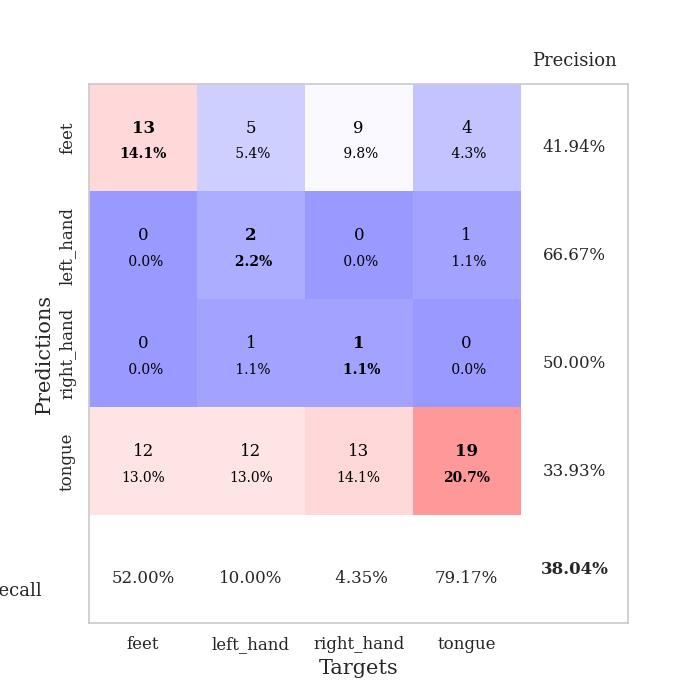 Precision
feet
13 5 9 4
14.1% 5.4% 9.8% 4.3%
41.94%
left_hand
0 2 0 1
0.0% 2.2% 0.0% 1.1%
66.67%
right_hand
0 1 1 0
0.0% 1.1% 1.1% 0.0%
50.00%
tongue
12 12 13 19
13.0% 13.0% 14.1% 20.7%
33.93%
Predictions
ecall
52.00% 10.00% 4.35% 79.17% 38.04%
feet left_hand right_hand tongue
Targets